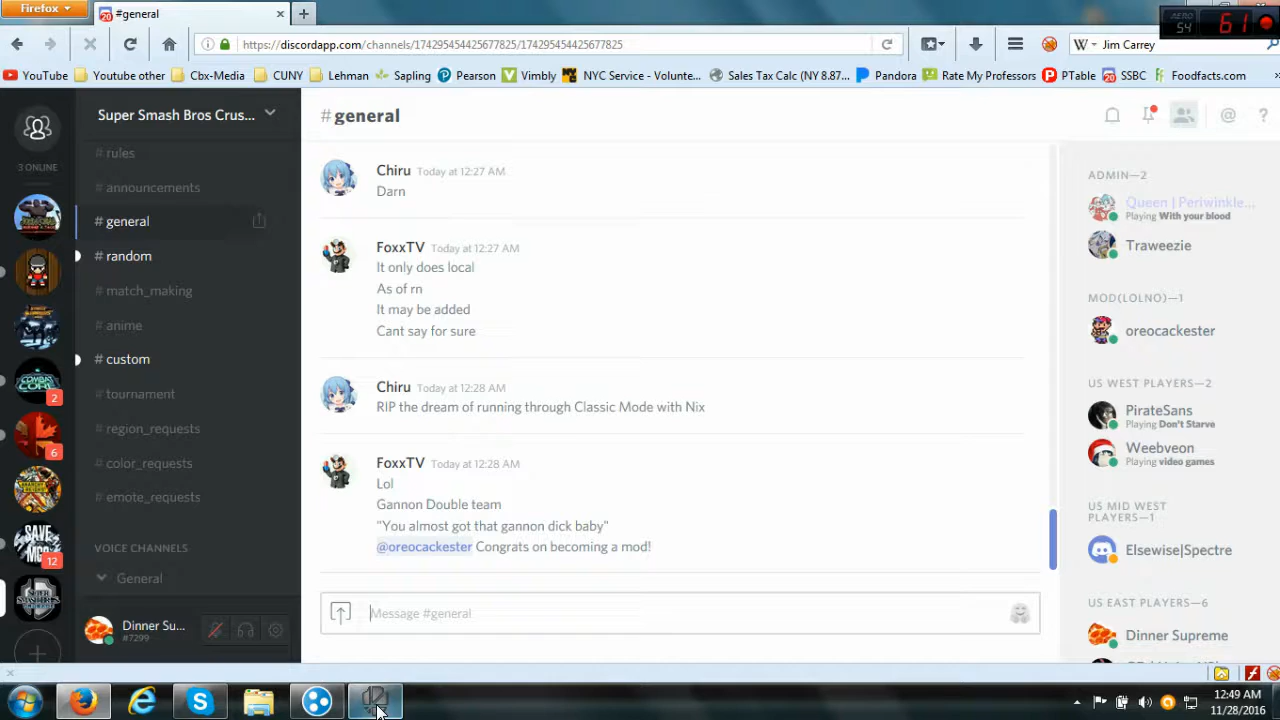 Firefox
#general
AERO
54
61
https://discordapp.com/channels/174295454425677825/174295454425677825
Jim Carrey
YouTube
Youtube other
Cbx-Media
CUNY
Lehman
Spring
Pearson
Vimby
NYC Service - Volunte...
Sales Tax Calc (NY 8.87...
Pandora
Rate My Professors
PTable
SSBC
Foodfacts.com
3 ONLINE
2
6
12
Super Smash Bros Crus...
# rules
# announcements
# general
# random
# match_making
# anime
# custom
# tournament
# region_requests
# color_requests
# emote_requests
VOICE CHANNELS
General
Dinner Su...
#7299
#general
Chiru Today at 12:27 AM
Darn
FoxxTV Today at 12:27 AM
It only does local
As of rn
It may be added
Cant say for sure
Chiru Today at 12:28 AM
RIP the dream of running through Classic Mode with Nix
FoxxTV Today at 12:28 AM
Lol
Gannon Double team
"You almost got that gannon dick baby"
@oreocackester Congrats on becoming a mod!
Message #general
ADMIN—2
Queen | Periwinkle...
Playing With your blood
Traweezie
MOD(LOLNO)—1
oreocackester
US WEST PLAYERS—2
PirateSans
Playing Don't Starve
Weebveon
Playing video games
US MID WEST
PLAYERS—1
Elsewise|Spectre
US EAST PLAYERS—6
Dinner Supreme
12:49 AM
11/28/2016